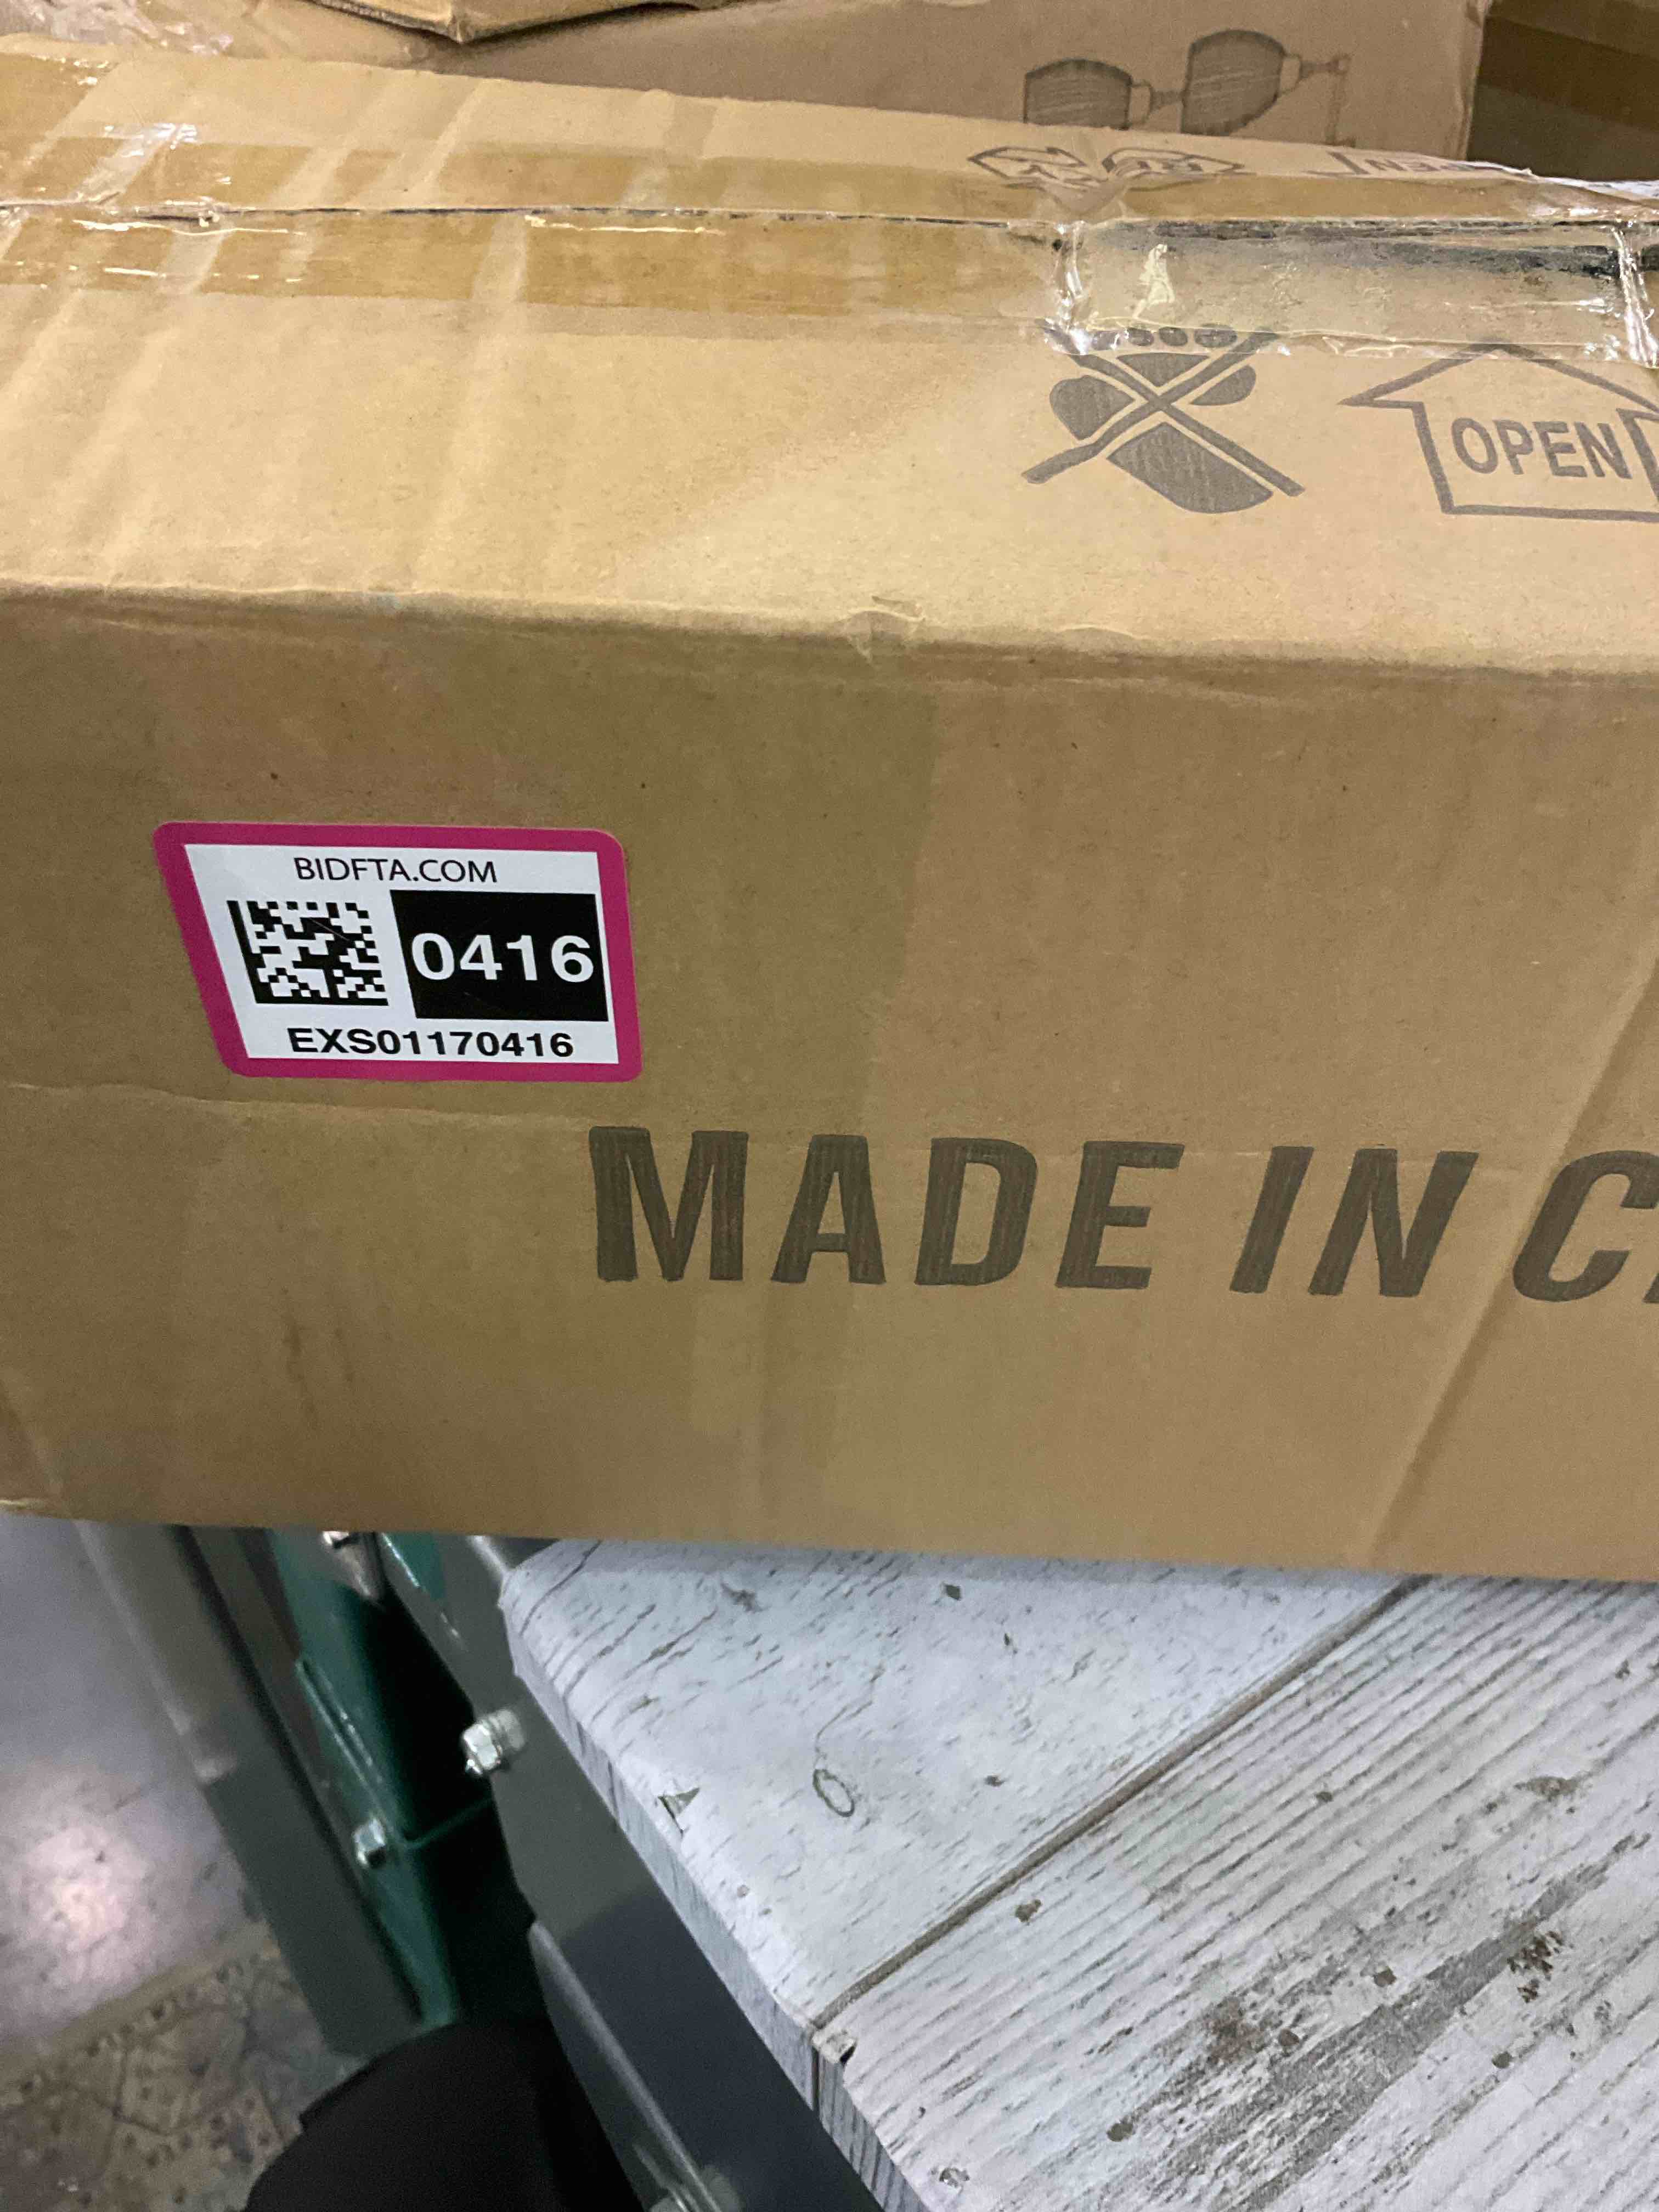 OPEN
BIDFTA.COM
0416
EXS01170416
MADE IN C